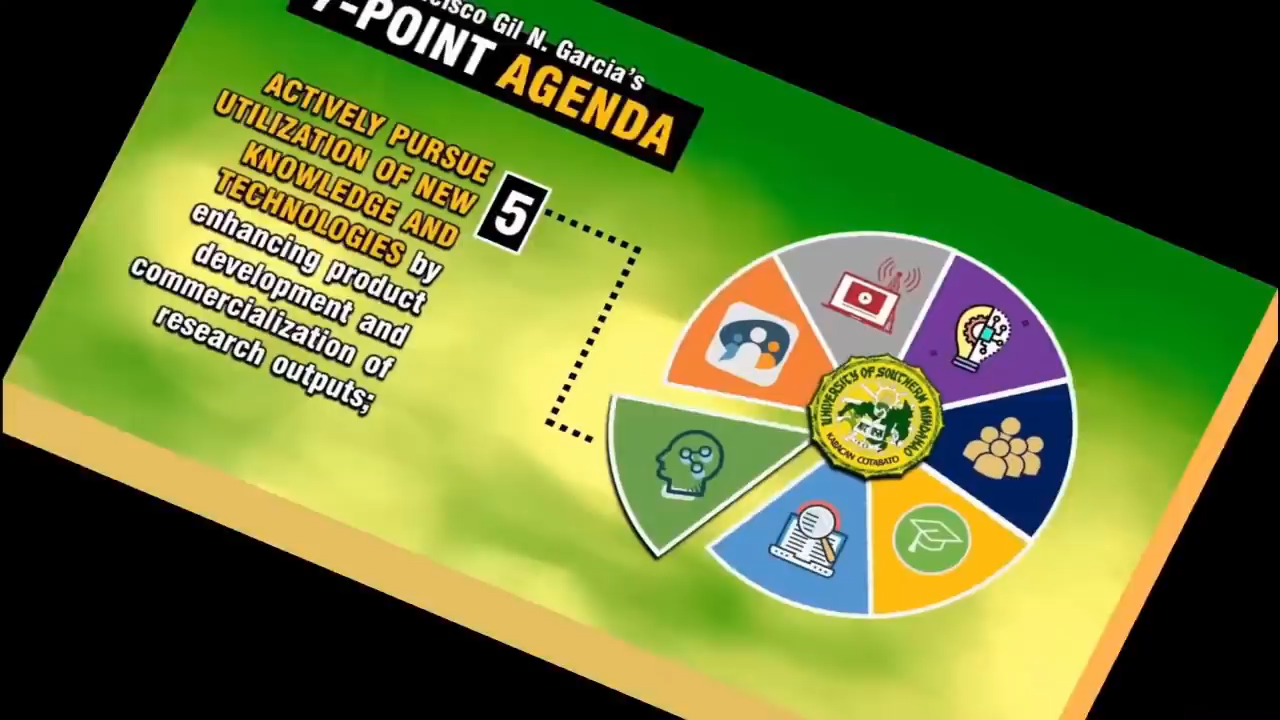 Gil N. Garcia's
7-POINT AGENDA
ACTIVELY PURSUE
UTILIZATION OF NEW
KNOWLEDGE AND
TECHNOLOGIES by
enhancing product
development and
commercialization of
research outputs;
5
UNIVERSITY OF SOUTHERN MINDANAO
KABACAN COTABATO